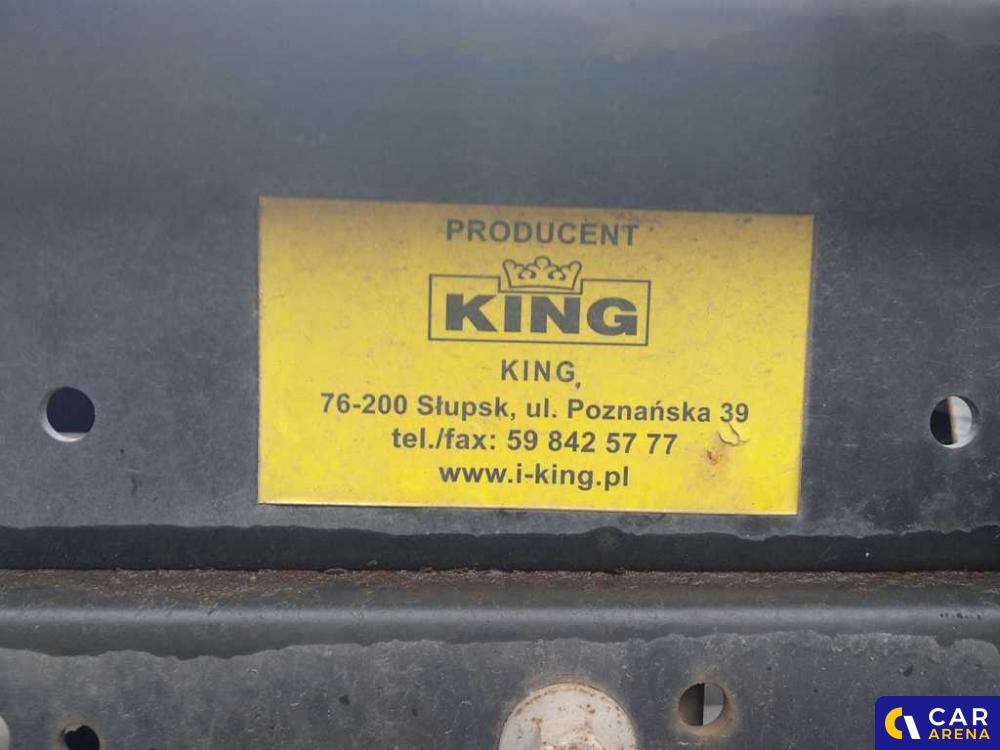 PRODUCENT
KING
KING,
76-200 Słupsk, ul. Poznańska 39
tel./fax: 59 842 57 77
www.i-king.pl
CAR
ARENA